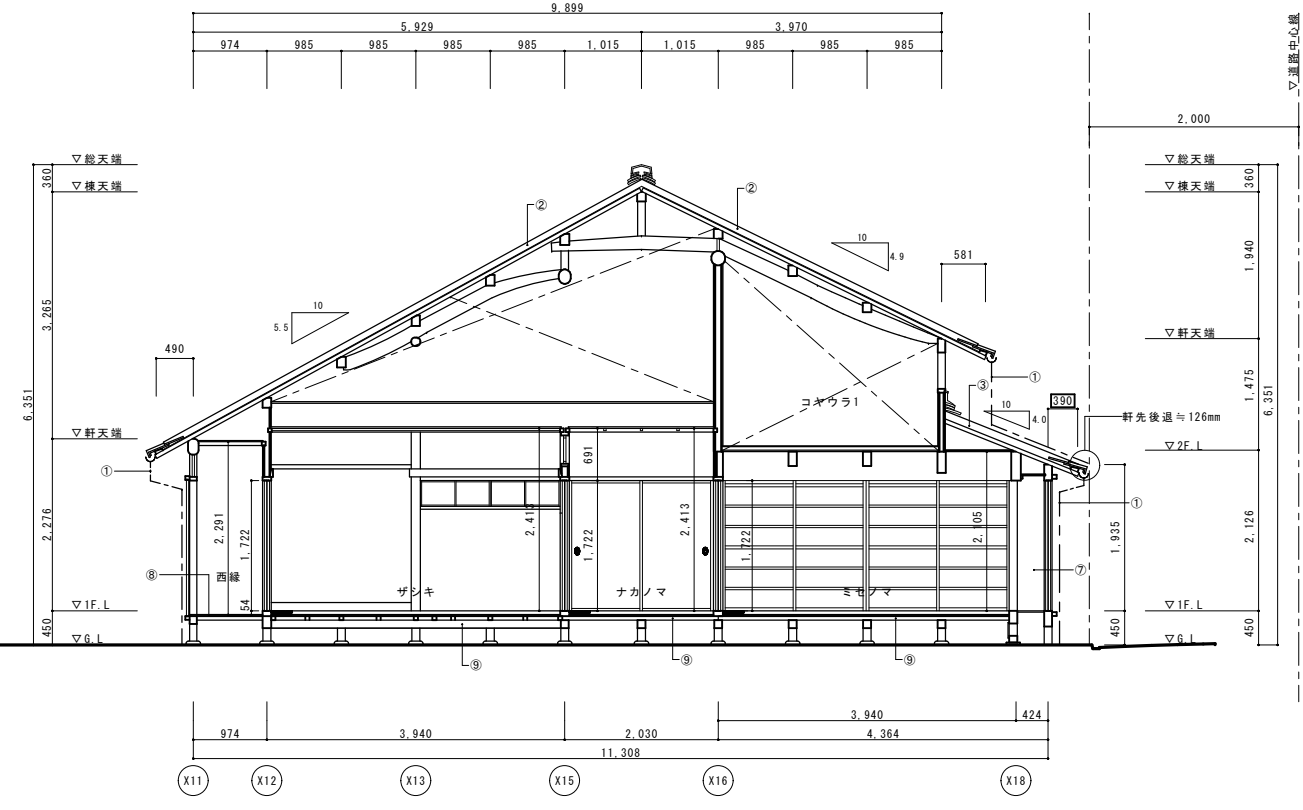 9,899
5,929
3,970
974
985
985
985
985
1,015
1,015
985
985
985
▽道路中心線
2,000
▽総天端
▽棟天端
360
3,265
6,351
▽軒天端
2,276
▽1F.L
450
▽G.L
490
5.5
10
②
②
10
4.9
581
①
③
10
4.0
390
軒先後退≒126mm
▽総天端
▽棟天端
360
1,940
▽軒天端
1,475
6,351
▽2F.L
2,126
▽1F.L
450
▽G.L
1,935
450
コヤウラ1
①
①
⑦
⑧
西縁
2,291
1,722
54
691
2,413
1,722
2,413
1,722
2,105
ザシキ
ナカノマ
ミセノマ
⑨
⑨
⑨
3,940
424
974
3,940
2,030
4,364
11,308
X11
X12
X13
X15
X16
X18